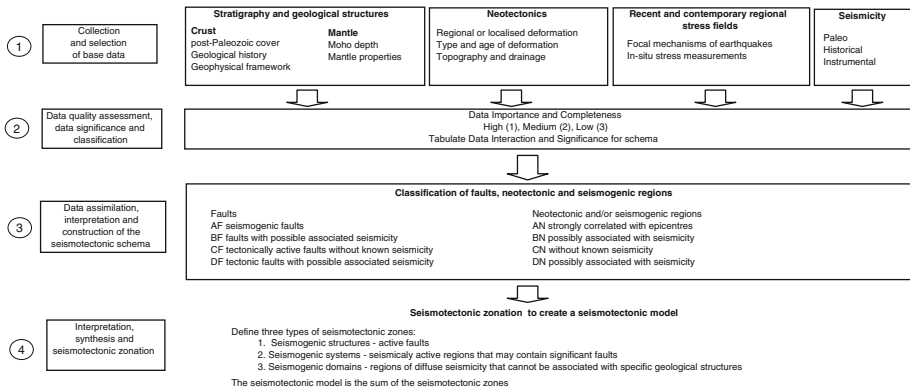 1
Collection
and selection
of base data
Stratigraphy and geological structures
Crust
post-Paleozoic cover
Geological history
Geophysical framework
Mantle
Moho depth
Mantle properties
Neotectonics
Regional or localised deformation
Type and age of deformation
Topography and drainage
Recent and contemporary regional
stress fields
Focal mechanisms of earthquakes
In-situ stress measurements
Seismicity
Paleo
Historical
Instrumental
2
Data quality assessment,
data significance and
classification
Data Importance and Completeness
High (1), Medium (2), Low (3)
Tabulate Data Interaction and Significance for schema
3
Data assimilation,
interpretation and
construction of the
seismotectonic schema
Classification of faults, neotectonic and seismogenic regions
Faults
AF seismogenic faults
BF faults with possible associated seismicity
CF tectonically active faults without known seismicity
DF tectonic faults with possible associated seismicity
Neotectonic and/or seismogenic regions
AN strongly correlated with epicentres
BN possibly associated with seismicity
CN without known seismicity
DN possibly associated with seismicity
4
Interpretation,
synthesis and
seismotectonic zonation
Seismotectonic zonation to create a seismotectonic model
Define three types of seismotectonic zones:
1. Seismogenic structures - active faults
2. Seismogenic systems - seismicaly active regions that may contain significant faults
3. Seismogenic domains - regions of diffuse seismicity that cannot be associated with specific geological structures
The seismotectonic model is the sum of the seismotectonic zones